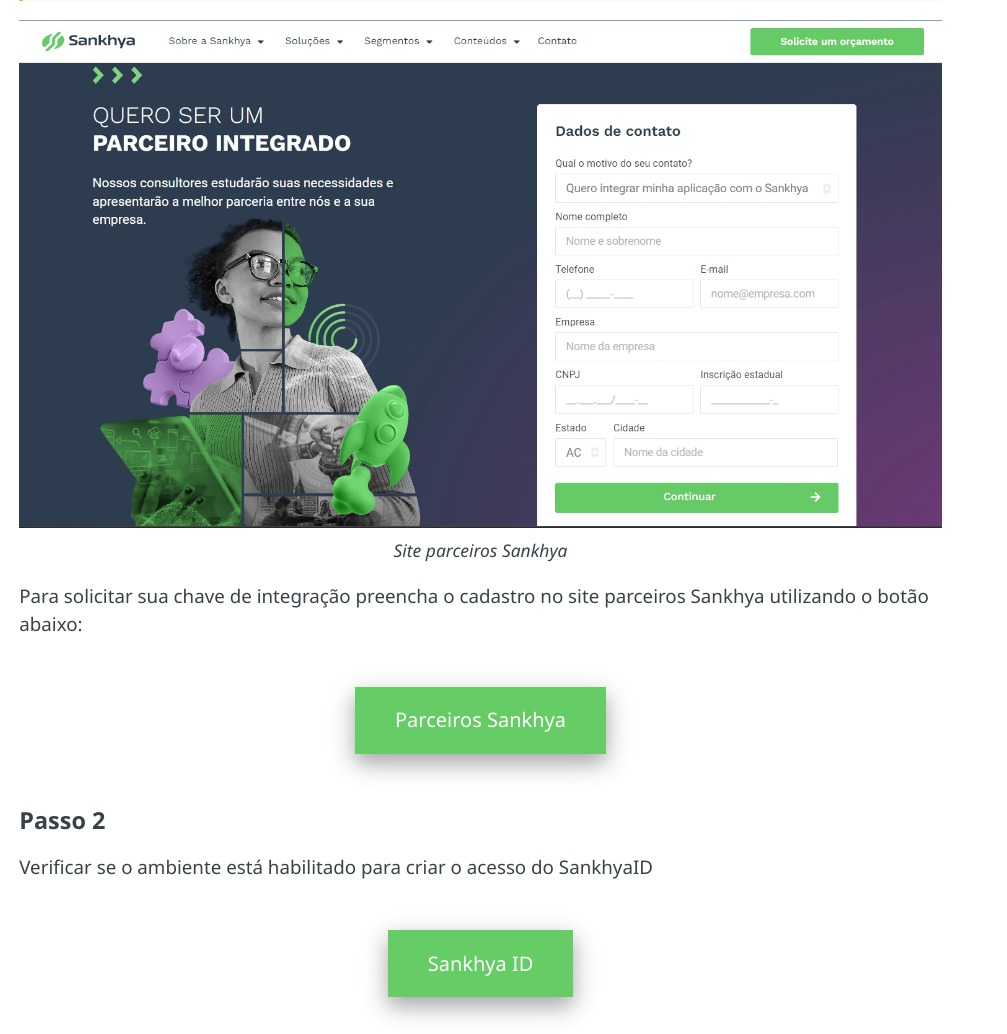 Sankhya
Sobre a Sankhya
Soluções
Segmentos
Conteúdos
Contato
Solicite um orçamento
QUERO SER UM
PARCEIRO INTEGRADO
Nossos consultores estudarão suas necessidades e
apresentarão a melhor parceria entre nós e a sua
empresa.
Dados de contato
Qual o motivo do seu contato?
Quero integrar minha aplicação com o Sankhya
Nome completo
Nome e sobrenome
Telefone
E-mail
(__) _____-____
nome@empresa.com
Empresa
Nome da empresa
CNPJ
Inscrição estadual
__.___.___/____-__
____________-_
Estado
Cidade
AC
Nome da cidade
Continuar
Site parceiros Sankhya
Para solicitar sua chave de integração preencha o cadastro no site parceiros Sankhya utilizando o botão
abaixo:
Parceiros Sankhya
Passo 2
Verificar se o ambiente está habilitado para criar o acesso do SankhyaID
Sankhya ID